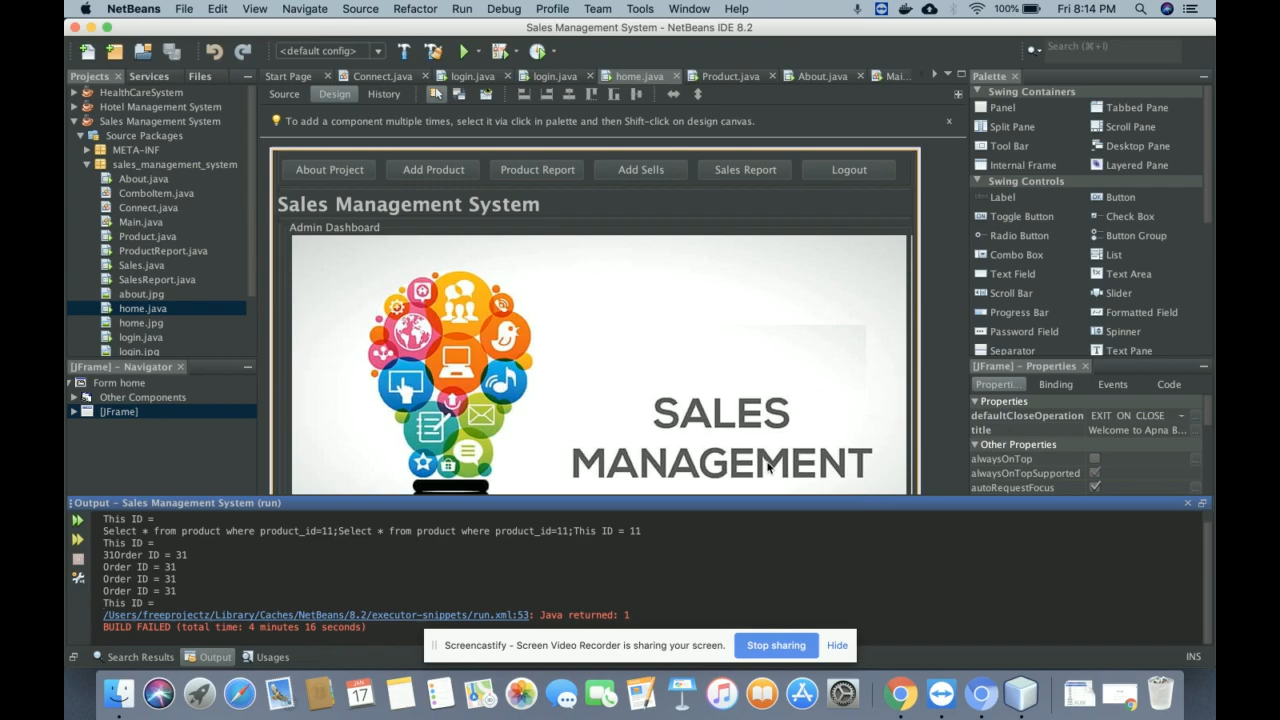 NetBeans File Edit View Navigate Source Refactor Run Debug Profile Team Tools Window Help 100% Fri 8:14 PM
Sales Management System - NetBeans IDE 8.2
<default config> Search (⌘+I)
Projects Services Files Start Page Connect.java login.java login.java home.java Product.java About.java Mai... Palette
Source Design History
To add a component multiple times, select it via click in palette and then Shift-click on design canvas.
HealthCareSystem
Hotel Management System
Sales Management System
Source Packages
META-INF
sales_management_system
About.java
ComboItem.java
Connect.java
Main.java
Product.java
ProductReport.java
Sales.java
SalesReport.java
about.jpg
home.java
home.jpg
login.java
login.jpg
[JFrame] - Navigator
Form home
Other Components
[JFrame]
About Project Add Product Product Report Add Sells Sales Report Logout
Sales Management System
Admin Dashboard
SALES
MANAGEMENT
Swing Containers
Panel Tabbed Pane
Split Pane Scroll Pane
Tool Bar Desktop Pane
Internal Frame Layered Pane
Swing Controls
Label Button
Toggle Button Check Box
Radio Button Button Group
Combo Box List
Text Field Text Area
Scroll Bar Slider
Progress Bar Formatted Field
Password Field Spinner
Separator Text Pane
[JFrame] - Properties
Properti... Binding Events Code
Properties
defaultCloseOperation EXIT_ON_CLOSE
title Welcome to Apna B...
Other Properties
alwaysOnTop
alwaysOnTopSupported
autoRequestFocus
Output - Sales Management System (run)
This ID =
Select * from product where product_id=11;Select * from product where product_id=11;This ID = 11
This ID =
31Order ID = 31
Order ID = 31
Order ID = 31
Order ID = 31
This ID =
/Users/freeprojectz/Library/Caches/NetBeans/8.2/executor-snippets/run.xml:53: Java returned: 1
BUILD FAILED (total time: 4 minutes 16 seconds)
Screencastify - Screen Video Recorder is sharing your screen. Stop sharing Hide
Search Results Output Usages INS
JAN
17